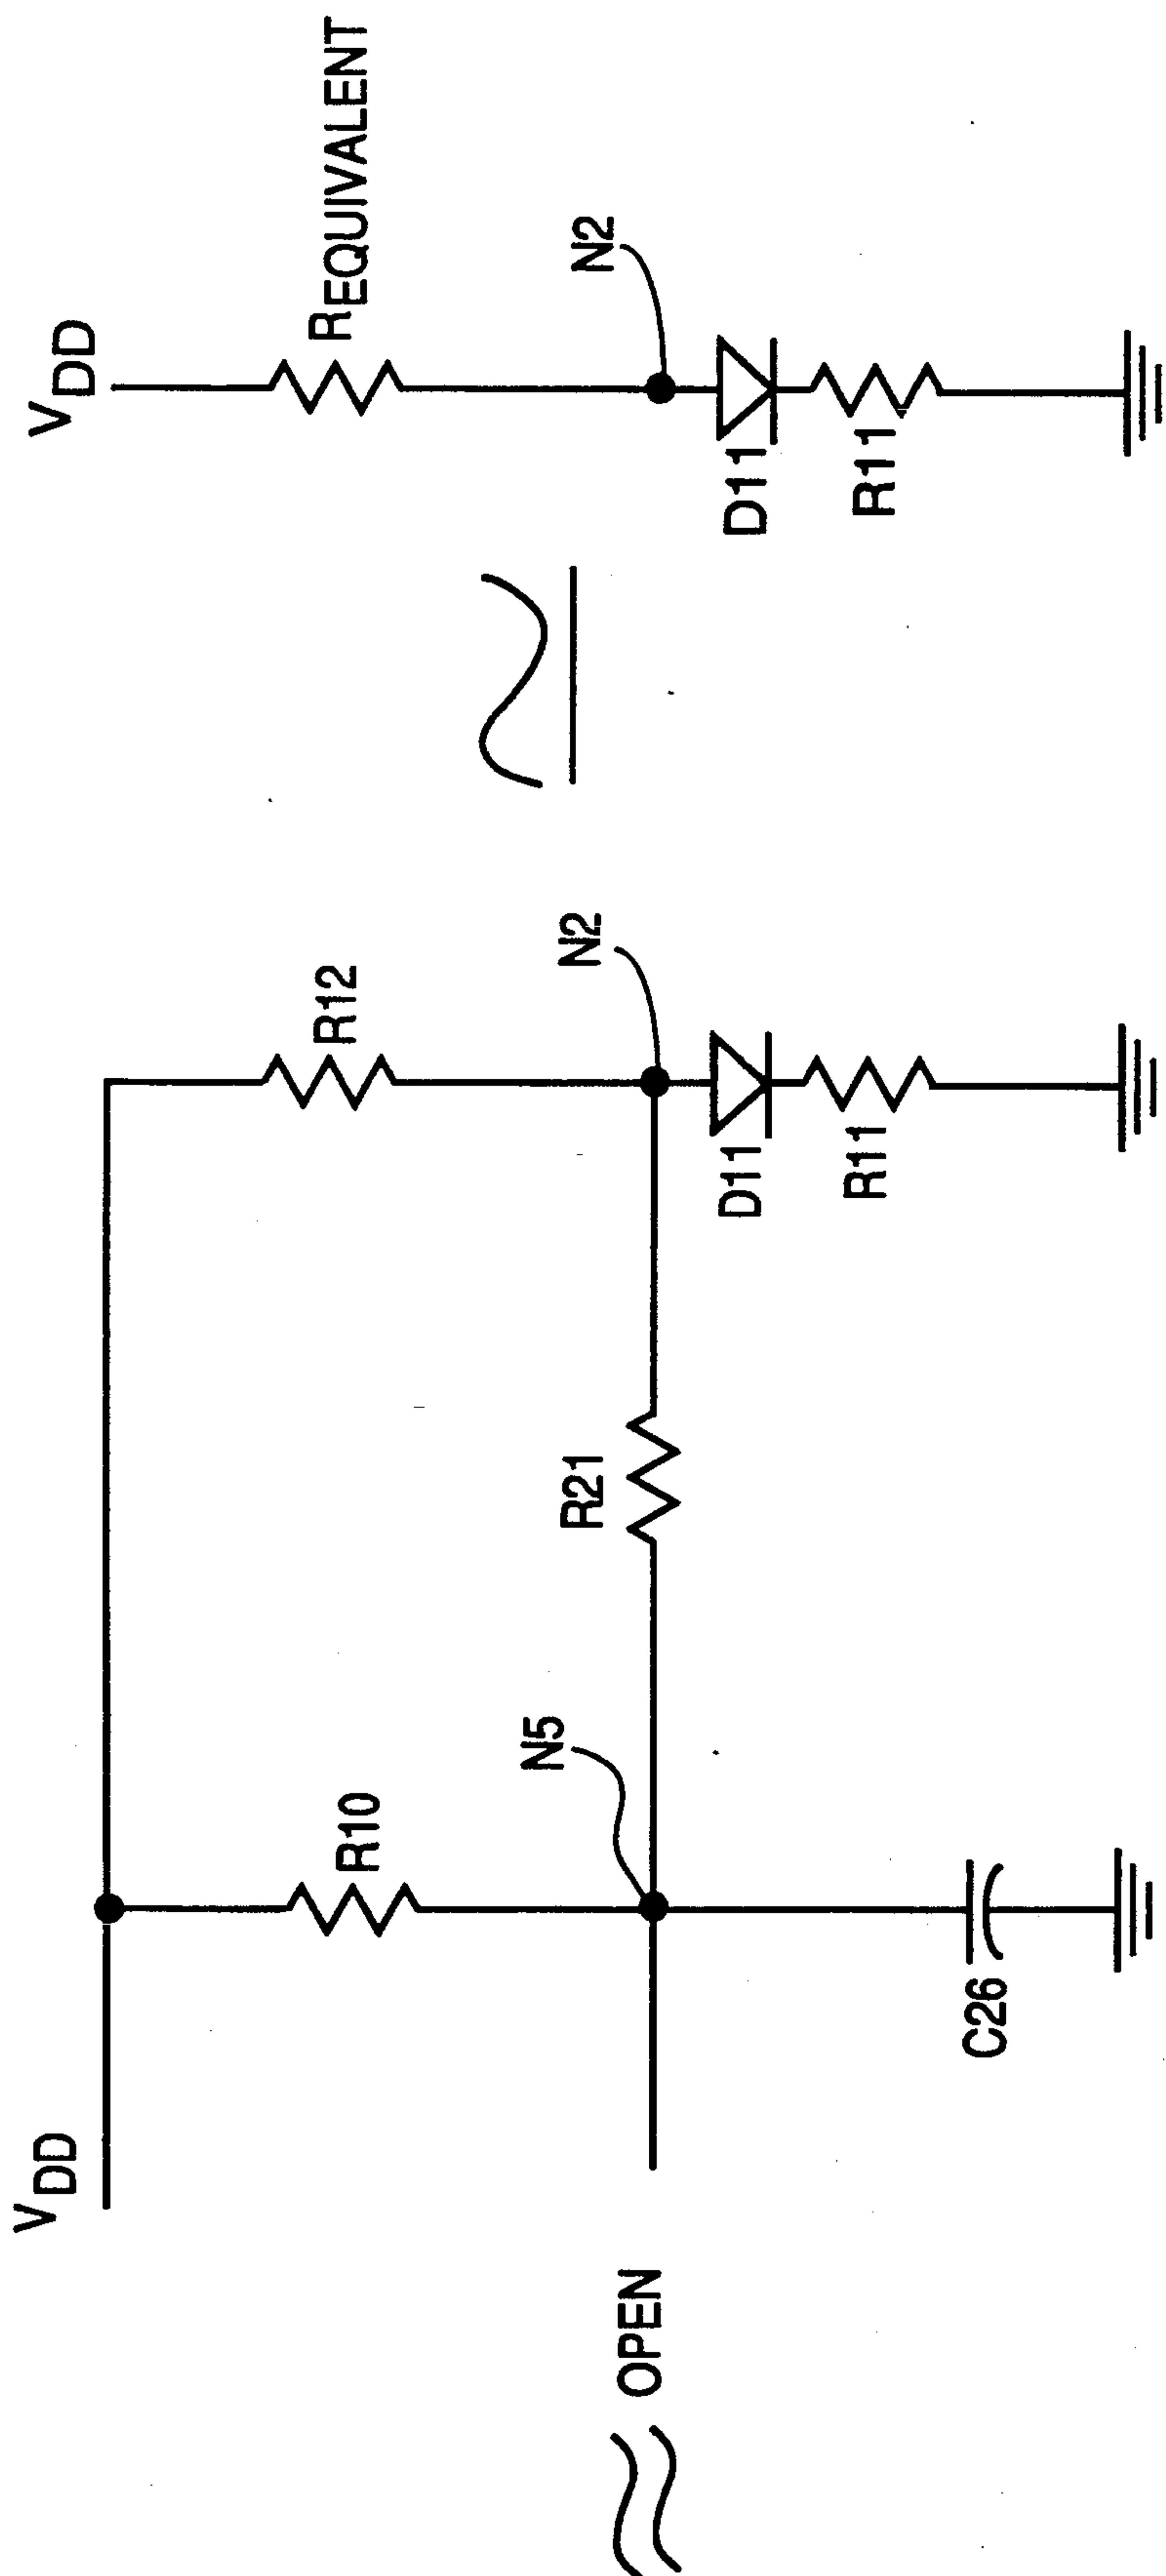 VDD
R10
R12
N5
R21
N2
D11
R11
C26
OPEN
VDD
REQUIVALENT
N2
D11
R11